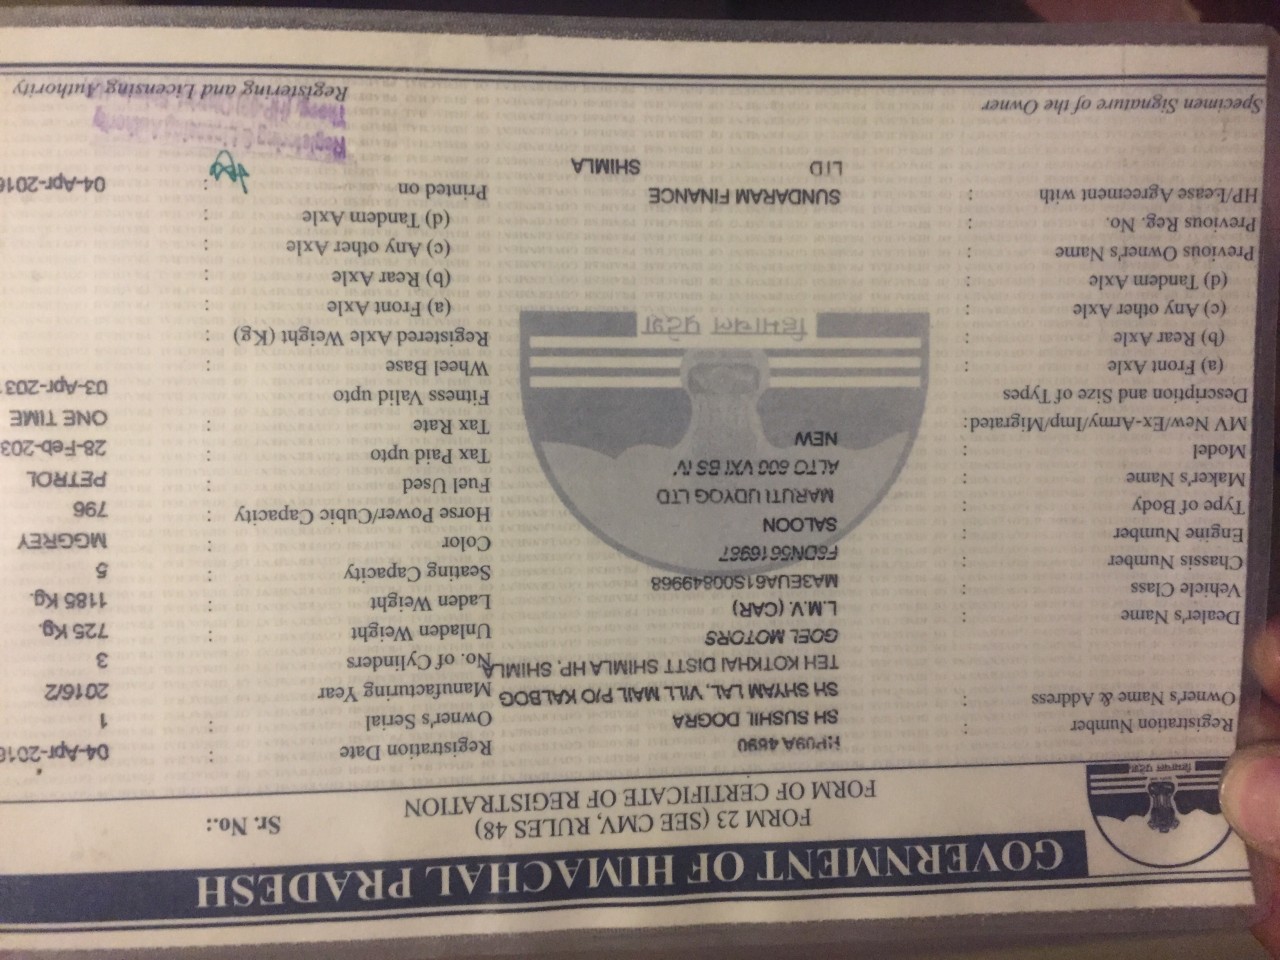 GOVERNMENT OF HIMACHAL PRADESH
हिमाचल प्रदेश
FORM 23 (SEE CMV, RULES 48)
Sr. No.:
FORM OF CERTIFICATE OF REGISTRATION
Registration Number : HP09A 4690
Registration Date : 04-Apr-2016
Owner's Name & Address : SH SUSHIL DOGRA
Owner's Serial : 1
SH SHYAM LAL, VILL MAIL P/O KALBOG
Manufacturing Year 2016/2
TEH KOTKHAI DISTT SHIMLA HP. SHIMLA
No. of Cylinders 3
Dealer's Name : GOEL MOTORS
Unladen Weight : 725 Kg.
Vehicle Class : L.M.V. (CAR)
Laden Weight : 1185 Kg.
Chassis Number : MA3EUA61S00849968
Seating Capacity : 5
Engine Number : F8DN5616967
Color : MGGREY
Type of Body : SALOON
Horse Power/Cubic Capacity : 796
Maker's Name : MARUTI UDYOG LTD
Fuel Used : PETROL
Model : ALTO 800 VXI BS IV
Tax Paid upto : 28-Feb-203
MV New/Ex-Army/Imp/Migrated: NEW
Tax Rate : ONE TIME
Description and Size of Types
Fitness Valid upto : 03-Apr-203
(a) Front Axle :
Wheel Base :
(b) Rear Axle :
Registered Axle Weight (Kg) :
(c) Any other Axle :
(a) Front Axle :
(d) Tandem Axle :
(b) Rear Axle :
Previous Owner's Name :
(c) Any other Axle :
Previous Reg. No. :
(d) Tandem Axle :
HP/Lease Agreement with : SUNDARAM FINANCE
Printed on : 04-Apr-2016
LTD SHIMLA
हिमाचल प्रदेश
Registering & Licensing Authority
Specimen Signature of the Owner
Registering and Licensing Authority